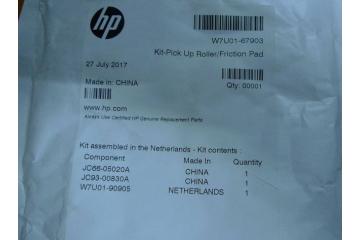 hp
W7U01-67903
Kit-Pick Up Roller/Friction Pad
27 July 2017
Made in: CHINA
Qty: 00001
www.hp.com
Always Use Certified HP Genuine Replacement Parts
Kit assembled in the Netherlands - Kit contents :
Component Made In Quantity
JC66-05020A CHINA 1
JC93-00830A CHINA 1
W7U01-90905 NETHERLANDS 1